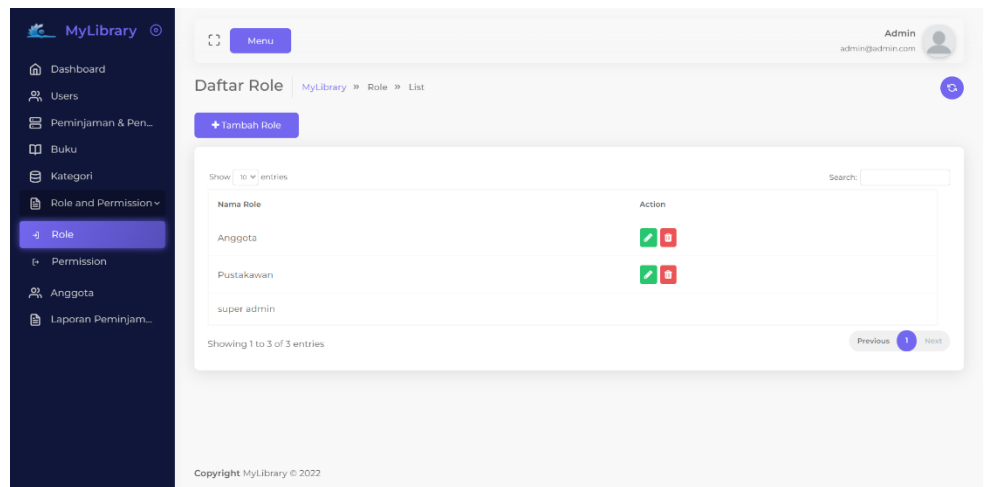 MyLibrary
Dashboard
Users
Peminjaman & Pen...
Buku
Kategori
Role and Permission
Role
Permission
Anggota
Laporan Peminjam...
Menu
Admin
admin@admin.com
Daftar Role
MyLibrary » Role » List
+Tambah Role
Show 10 entries
Search:
Nama Role Action
Anggota
Pustakawan
super admin
Showing 1 to 3 of 3 entries
Previous 1 Next
Copyright MyLibrary © 2022